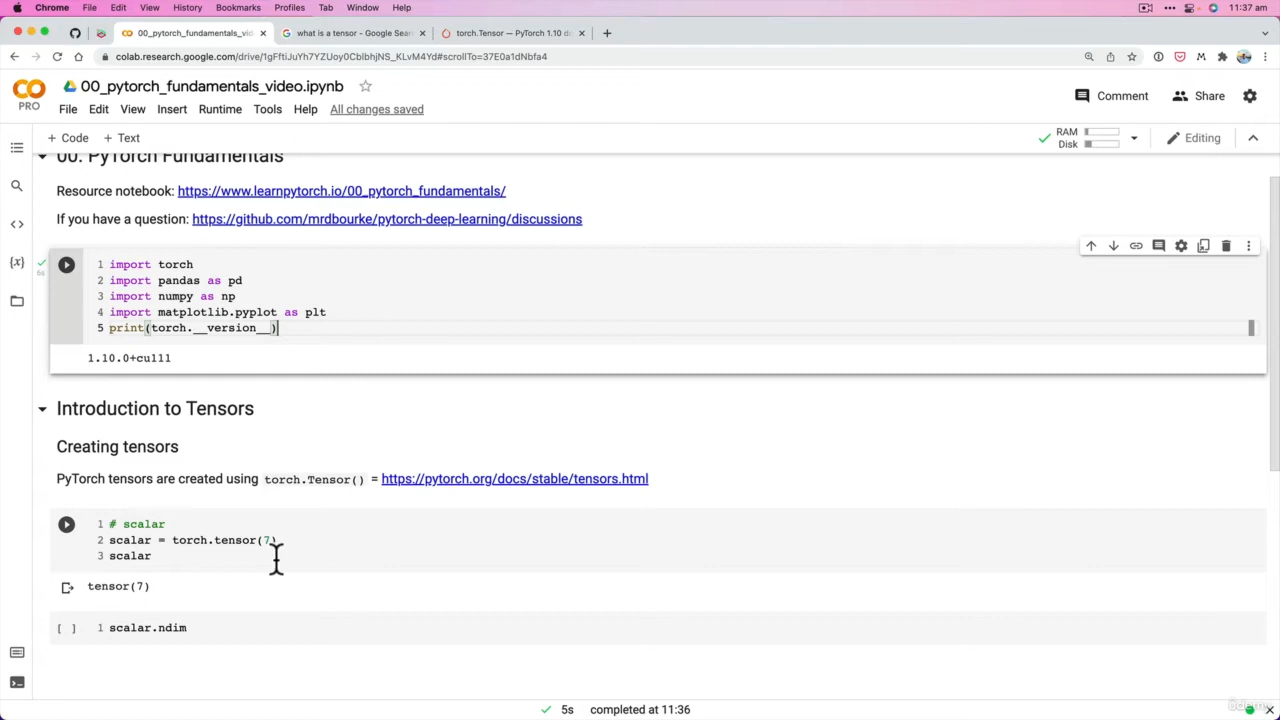 Chrome File Edit View History Bookmarks Profiles Tab Window Help 11:37 am
00_pytorch_fundamentals_vid what is a tensor - Google Sear torch.Tensor — PyTorch 1.10 do
colab.research.google.com/drive/1gFftiJuYh7YZUoy0CblbhjNS_KLvM4Yd#scrollTo=37E0a1dNbfa4
CO
PRO
00_pytorch_fundamentals_video.ipynb
Comment Share
File Edit View Insert Runtime Tools Help All changes saved
+ Code + Text
RAM
Disk
Editing
00. PyTorch Fundamentals
Resource notebook: https://www.learnpytorch.io/00_pytorch_fundamentals/
If you have a question: https://github.com/mrdbourke/pytorch-deep-learning/discussions
6s
1 import torch
2 import pandas as pd
3 import numpy as np
4 import matplotlib.pyplot as plt
5 print(torch.__version__)
1.10.0+cu111
Introduction to Tensors
Creating tensors
PyTorch tensors are created using torch.Tensor() = https://pytorch.org/docs/stable/tensors.html
1 # scalar
2 scalar = torch.tensor(7)
3 scalar
tensor(7)
[ ] 1 scalar.ndim
5s completed at 11:36
ûdemy